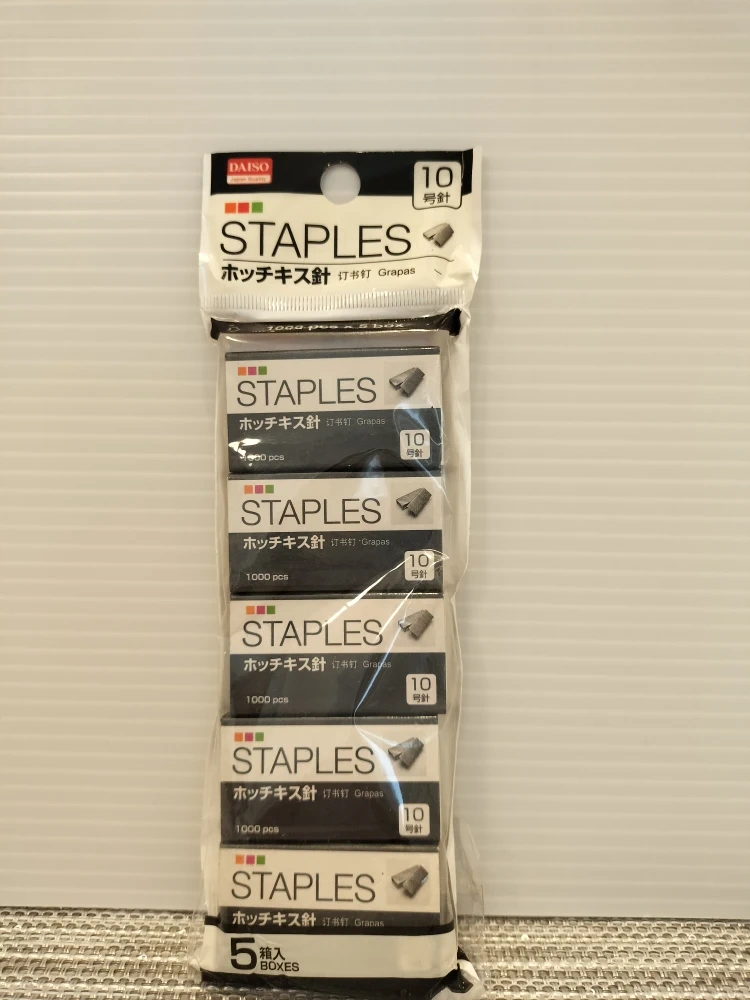 DAISO
Japan Quality
10
号針
STAPLES
ホッチキス針 订书钉 Grapas
1000 pcs x 5 box
STAPLES
ホッチキス針 订书钉 Grapas
10
号針
1000 pcs
STAPLES
ホッチキス針 订书钉 Grapas
10
号針
1000 pcs
STAPLES
ホッチキス針 订书钉 Grapas
10
号針
1000 pcs
STAPLES
ホッチキス針 订书钉 Grapas
10
号針
1000 pcs
STAPLES
ホッチキス針 订书钉 Grapas
5 箱入
BOXES